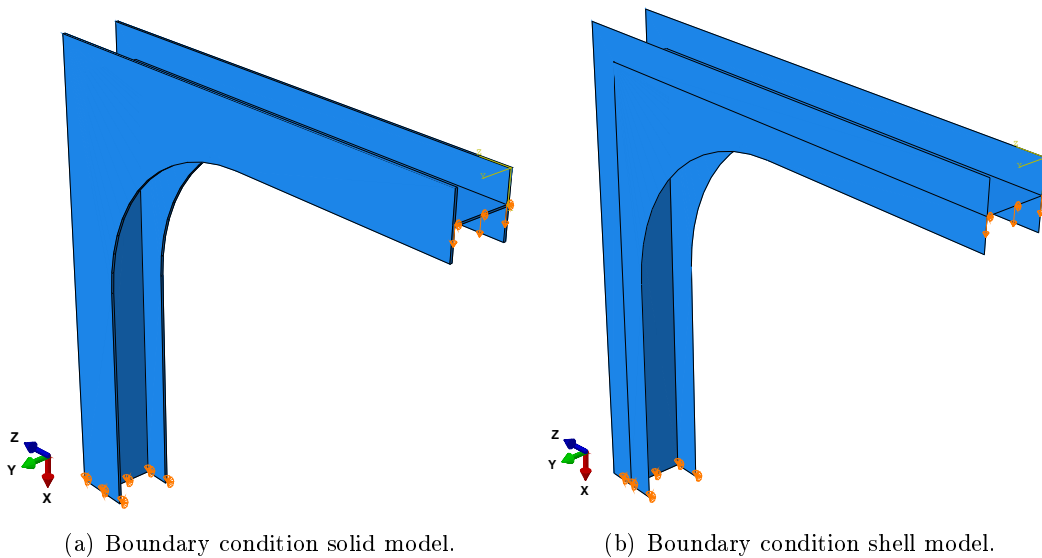 Z
Y
X
Z
Y
X
(a) Boundary condition solid model.
(b) Boundary condition shell model.